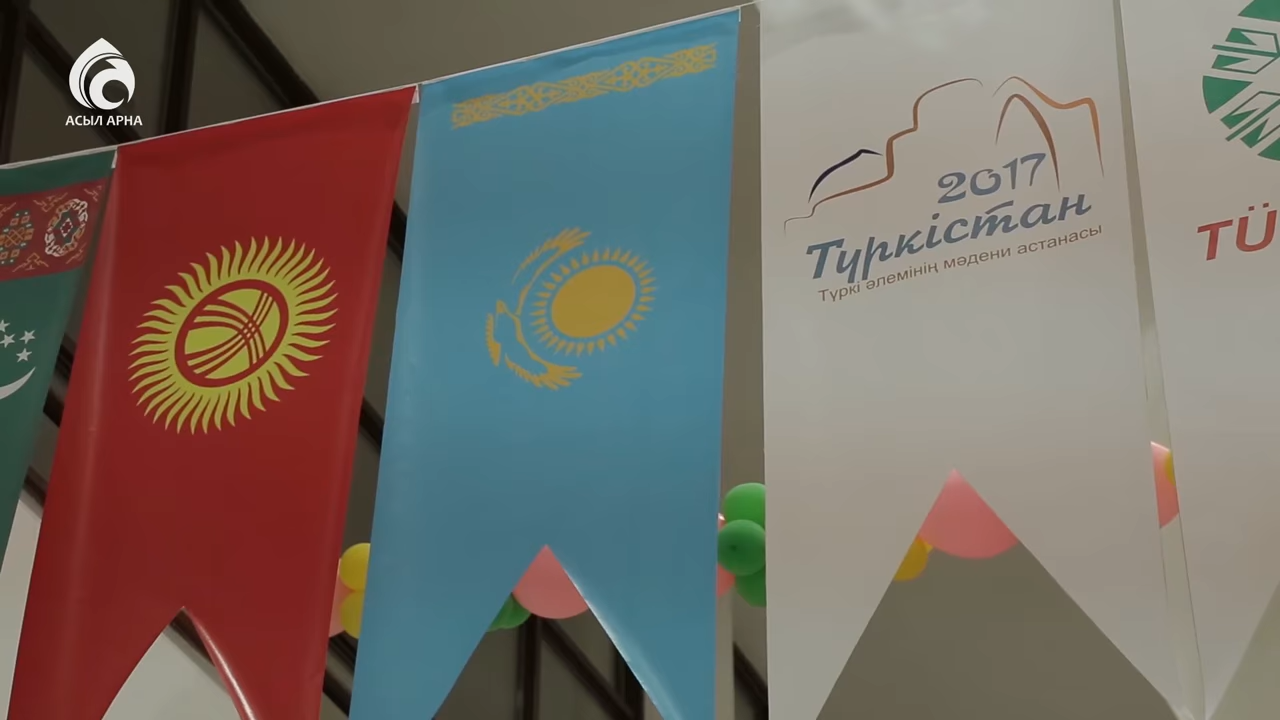 АСЫЛ АРНА
2017
Түркістан
Түркі әлемінің мәдени астанасы
TÜ